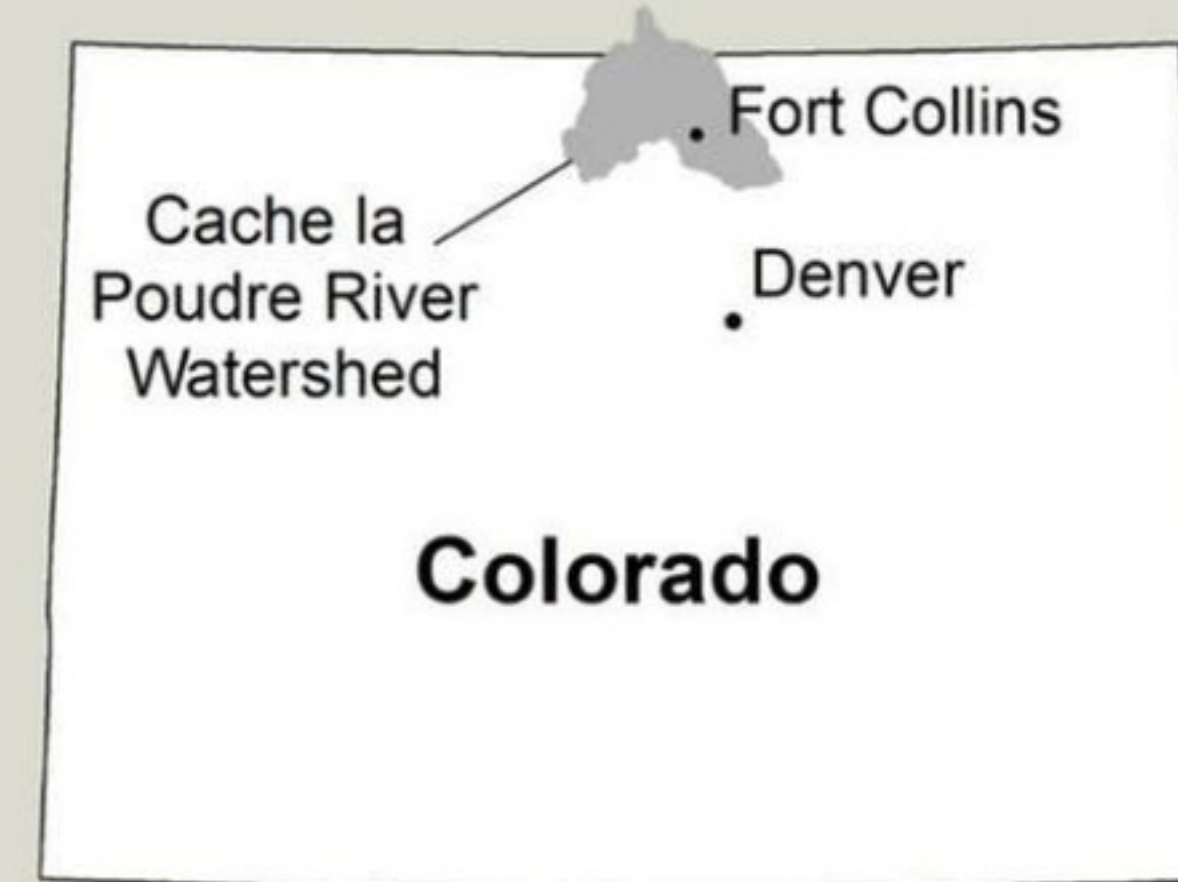 Fort Collins
Cache la
Poudre River
Watershed
Denver
Colorado